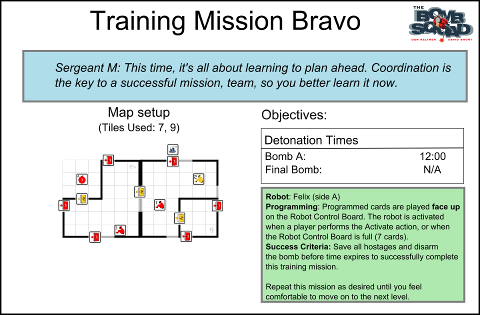 Training Mission Bravo
THE
BOMB
SQUAD
Sergeant M: This time, it's all about learning to plan ahead. Coordination is
the key to a successful mission, team, so you better learn it now.
Map setup
(Tiles Used: 7, 9)
Objectives:
Detonation Times
Bomb A: 12:00
Final Bomb: N/A
Robot: Felix (side A)
Programming: Programmed cards are played face up
on the Robot Control Board. The robot is activated
when a player performs the Activate action, or when
the Robot Control Board is full (7 cards).
Success Criteria: Save all hostages and disarm
the bomb before time expires to successfully complete
this training mission.
Repeat this mission as desired until you feel
comfortable to move on to the next level.